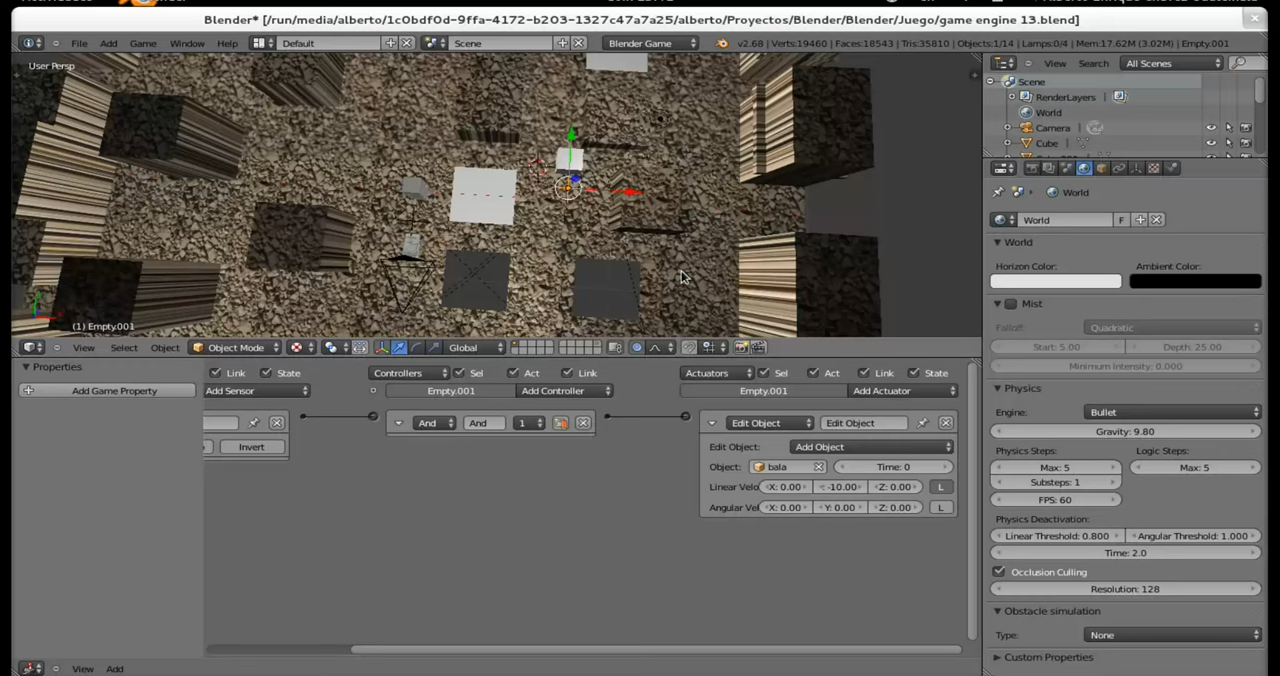 Blender* [/run/media/alberto/1c0bdf0d-9ffa-4172-b203-1327c47a7a25/alberto/Proyectos/Blender/Blender/Juego/game engine 13.blend]
File Add Game Window Help Default Scene Blender Game v2.68 | Verts:19460 | Faces:18543 | Tris:35810 | Objects:1/14 | Lamps:0/4 | Mem:17.62M (3.02M) | Empty.001
User Persp
(1) Empty.001
View Select Object Object Mode Global
View Search All Scenes
Scene
RenderLayers
World
Camera
Cube
World
World F
World
Horizon Color: Ambient Color:
Mist
Falloff: Quadratic
Start: 5.00 Depth: 25.00
Minimum Intensity: 0.000
Physics
Engine: Bullet
Gravity: 9.80
Physics Steps: Logic Steps:
Max: 5 Max: 5
Substeps: 1
FPS: 60
Physics Deactivation:
Linear Threshold: 0.800 Angular Threshold: 1.000
Time: 2.0
Occlusion Culling
Resolution: 128
Obstacle simulation
Type: None
Custom Properties
Properties
Add Game Property
Link State
Add Sensor
Invert
Controllers Sel Act Link
Empty.001 Add Controller
And And 1
Actuators Sel Act Link State
Empty.001 Add Actuator
Edit Object Edit Object
Edit Object: Add Object
Object: bala Time: 0
Linear Velo X: 0.00 -10.00 Z: 0.00 L
Angular Vel X: 0.00 Y: 0.00 Z: 0.00 L
View Add